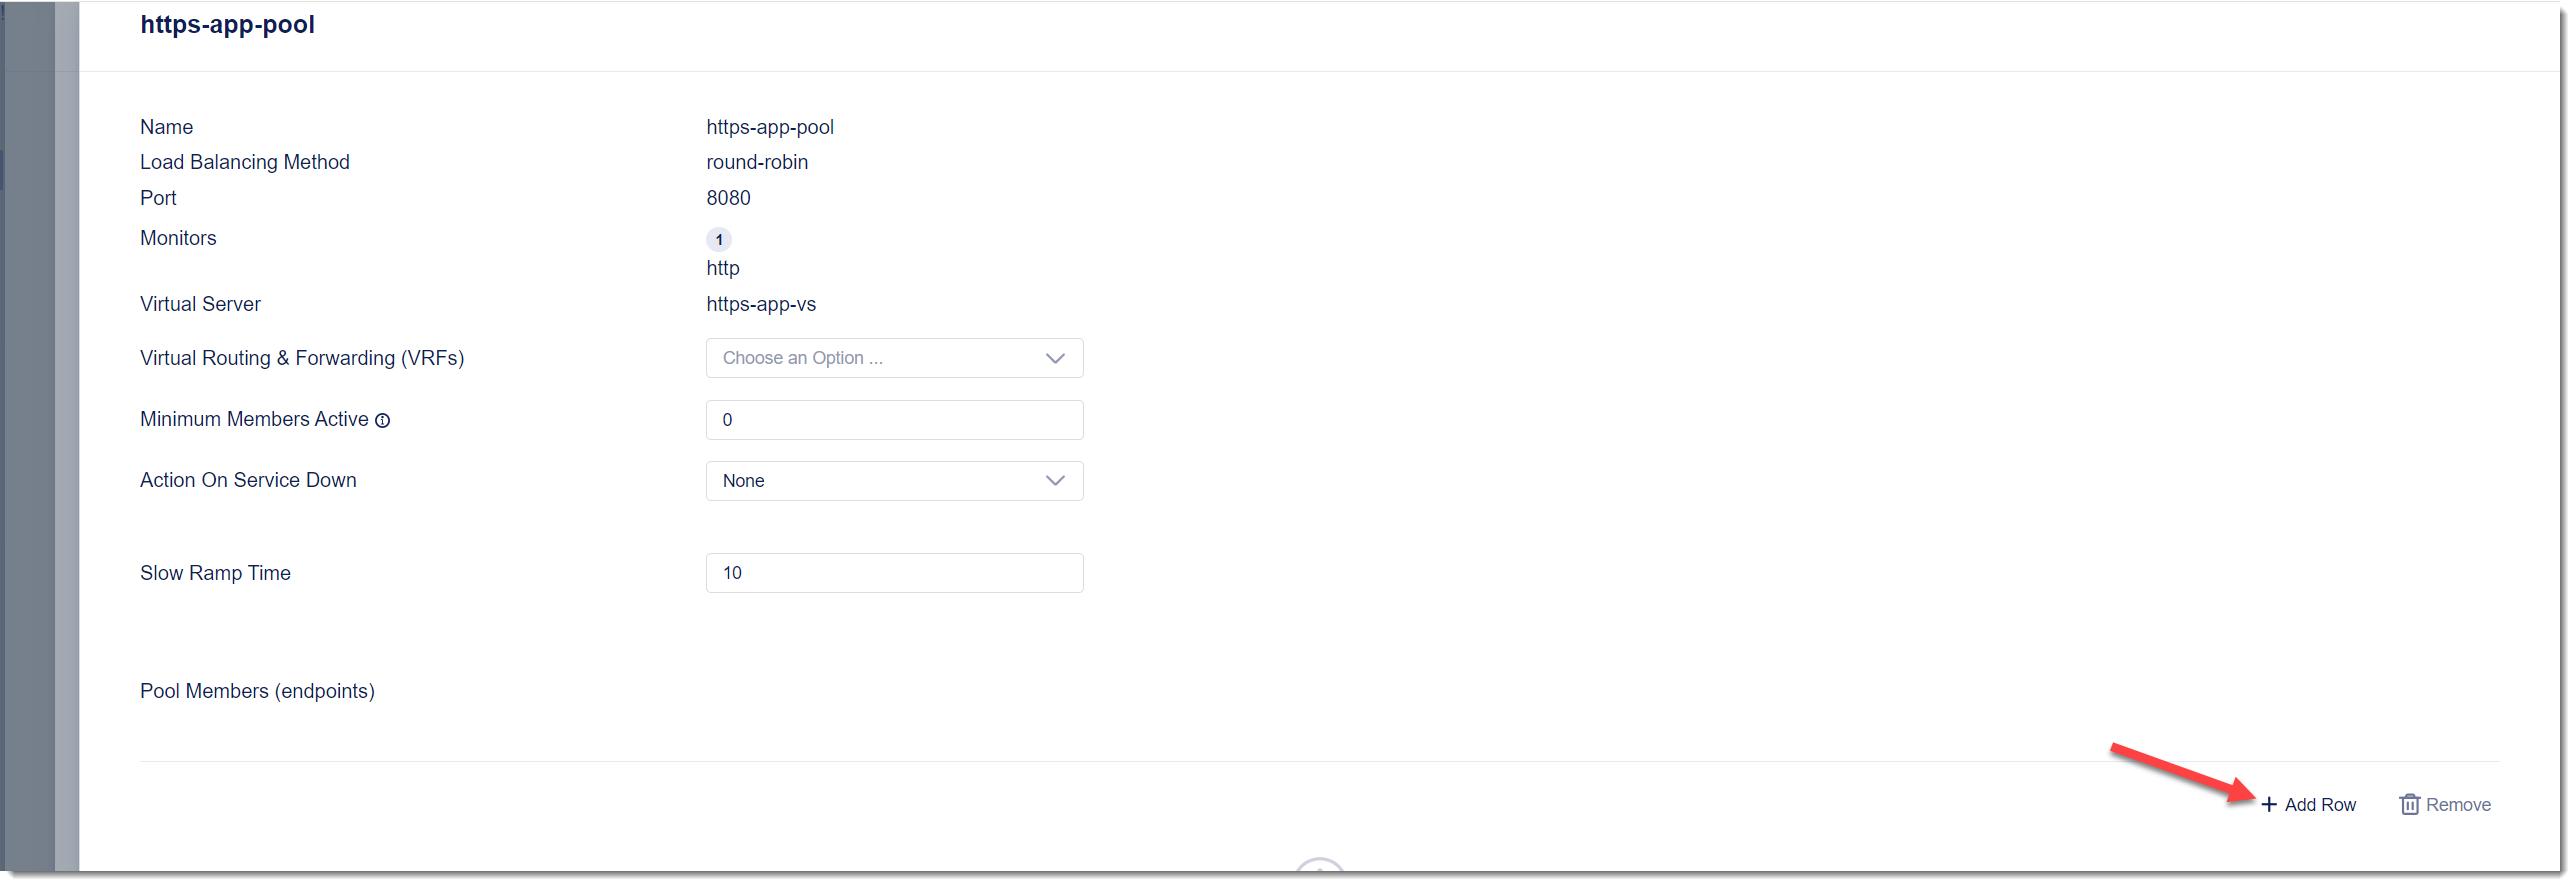 https-app-pool
Name https-app-pool
Load Balancing Method round-robin
Port 8080
Monitors 1
http
Virtual Server https-app-vs
Virtual Routing & Forwarding (VRFs) Choose an Option ...
Minimum Members Active 0
Action On Service Down None
Slow Ramp Time 10
Pool Members (endpoints)
+ Add Row Remove